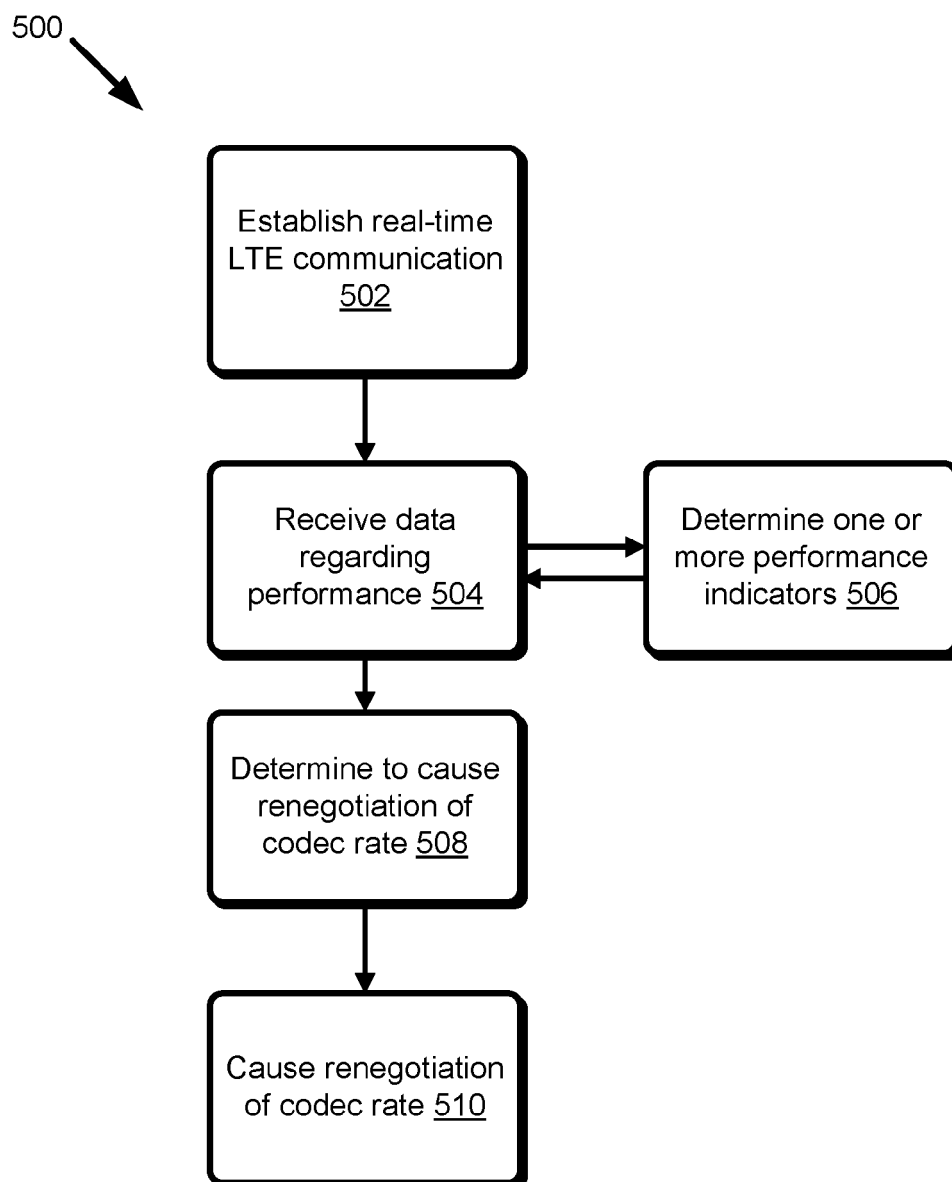 500
Establish real-time
LTE communication
502
Receive data
regarding
performance 504
Determine one or
more performance
indicators 506
Determine to cause
renegotiation of
codec rate 508
Cause renegotiation
of codec rate 510